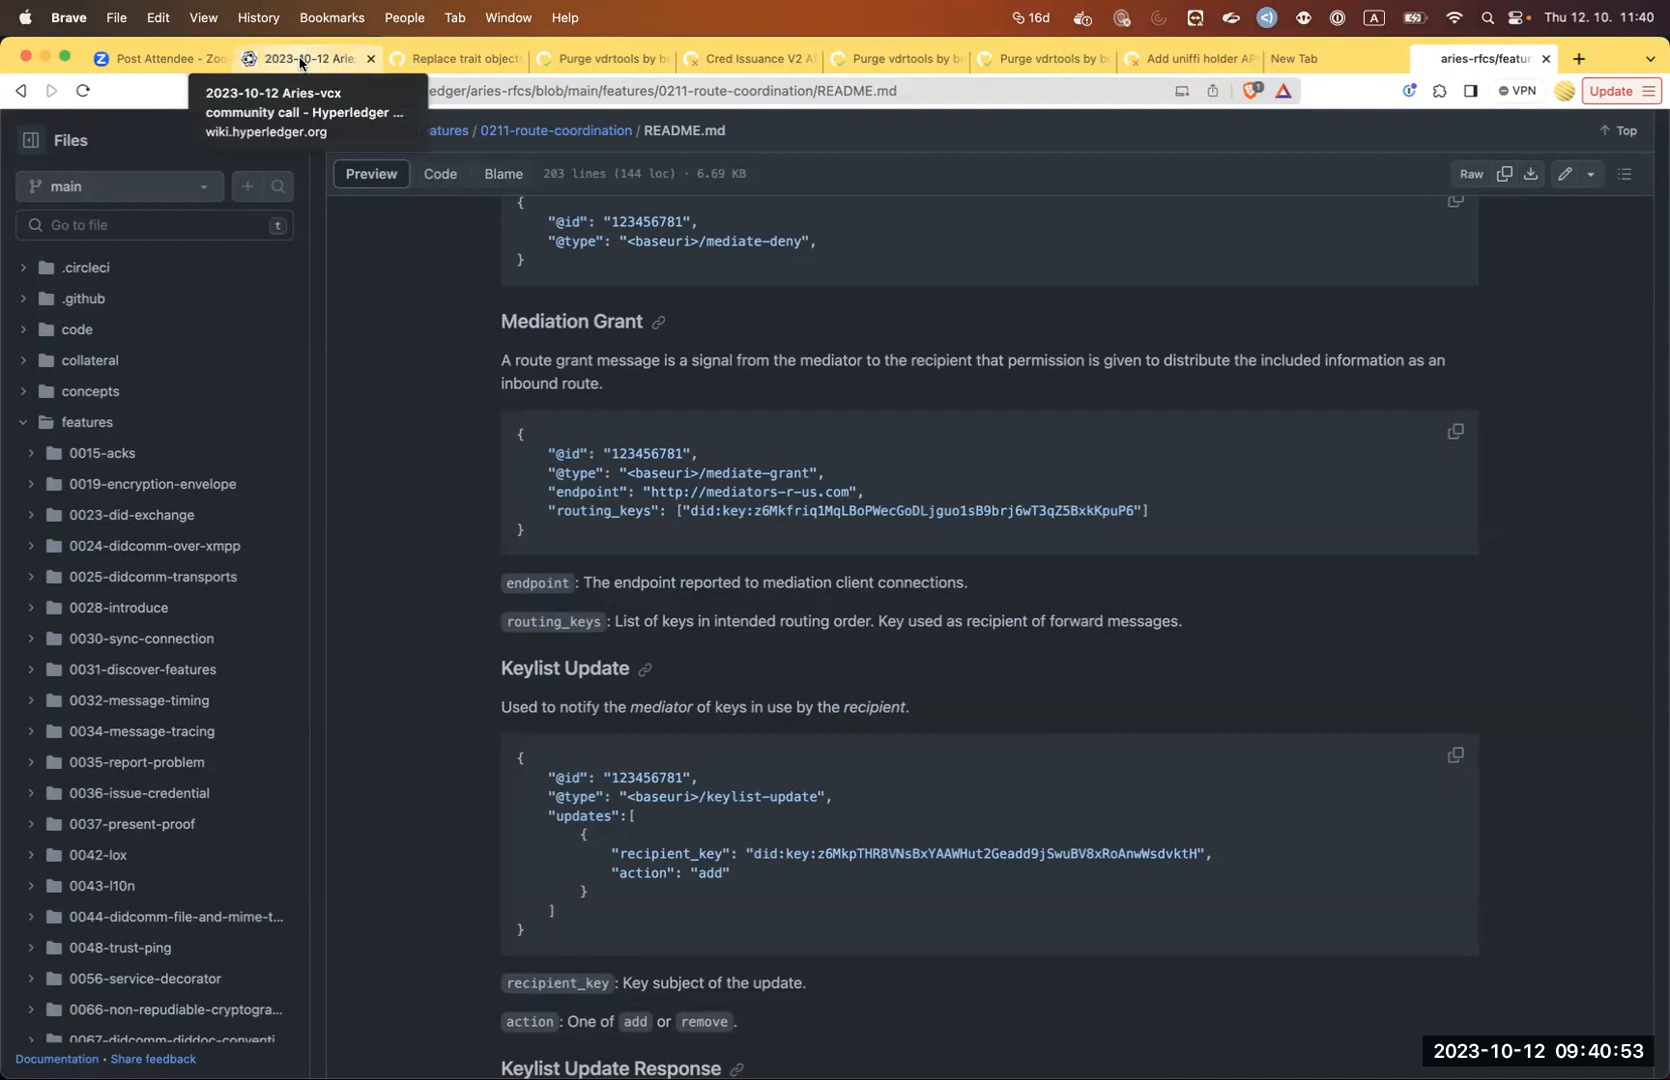 Brave File Edit View History Bookmarks People Tab Window Help 16d A Thu 12. 10. 11:40
Post Attendee - Zoo 2023-10-12 Arie Replace trait objects Purge vdrtools by b Cred Issuance V2 A Purge vdrtools by b Purge vdrtools by b Add uniffi holder AP New Tab aries-rfcs/featur
edger/aries-rfcs/blob/main/features/0211-route-coordination/README.md VPN Update
2023-10-12 Aries-vcx
community call - Hyperledger ...
wiki.hyperledger.org
Files
eatures / 0211-route-coordination / README.md
Top
main
Preview Code Blame 203 lines (144 loc) · 6.69 KB Raw
Go to file t
.circleci
.github
code
collateral
concepts
features
0015-acks
0019-encryption-envelope
0023-did-exchange
0024-didcomm-over-xmpp
0025-didcomm-transports
0028-introduce
0030-sync-connection
0031-discover-features
0032-message-timing
0034-message-tracing
0035-report-problem
0036-issue-credential
0037-present-proof
0042-lox
0043-l10n
0044-didcomm-file-and-mime-t...
0048-trust-ping
0056-service-decorator
0066-non-repudiable-cryptogra...
0067-didcomm-diddoc-conventi
Documentation • Share feedback
{
"@id": "123456781",
"@type": "<baseuri>/mediate-deny",
}
Mediation Grant
A route grant message is a signal from the mediator to the recipient that permission is given to distribute the included information as an
inbound route.
{
"@id": "123456781",
"@type": "<baseuri>/mediate-grant",
"endpoint": "http://mediators-r-us.com",
"routing_keys": ["did:key:z6Mkfriq1MqLBoPWecGoDLjguo1sB9brj6wT3qZ5BxkKpuP6"]
}
endpoint: The endpoint reported to mediation client connections.
routing_keys: List of keys in intended routing order. Key used as recipient of forward messages.
Keylist Update
Used to notify the mediator of keys in use by the recipient.
{
"@id": "123456781",
"@type": "<baseuri>/keylist-update",
"updates":[
{
"recipient_key": "did:key:z6MkpTHR8VNsBxYAAWHut2Geadd9jSwuBV8xRoAnwWsdvktH",
"action": "add"
}
]
}
recipient_key: Key subject of the update.
action: One of add or remove.
Keylist Update Response
2023-10-12 09:40:53